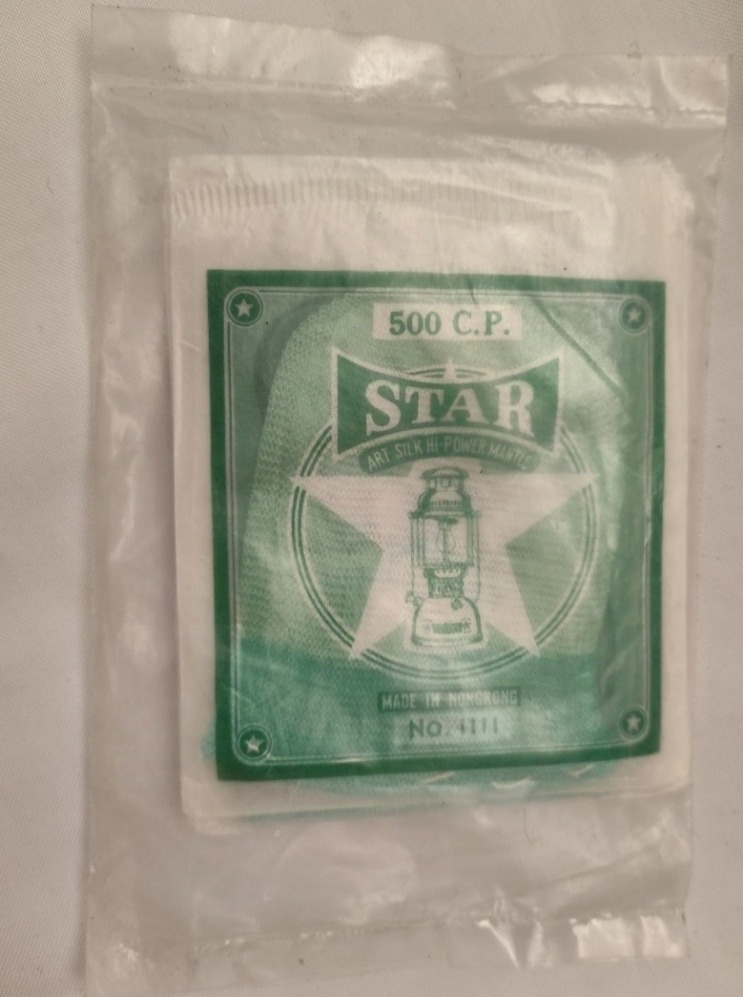 500 C.P.
STAR
ART SILK HI-POWER MANTLE
MADE IN HONGKONG
No. 4111